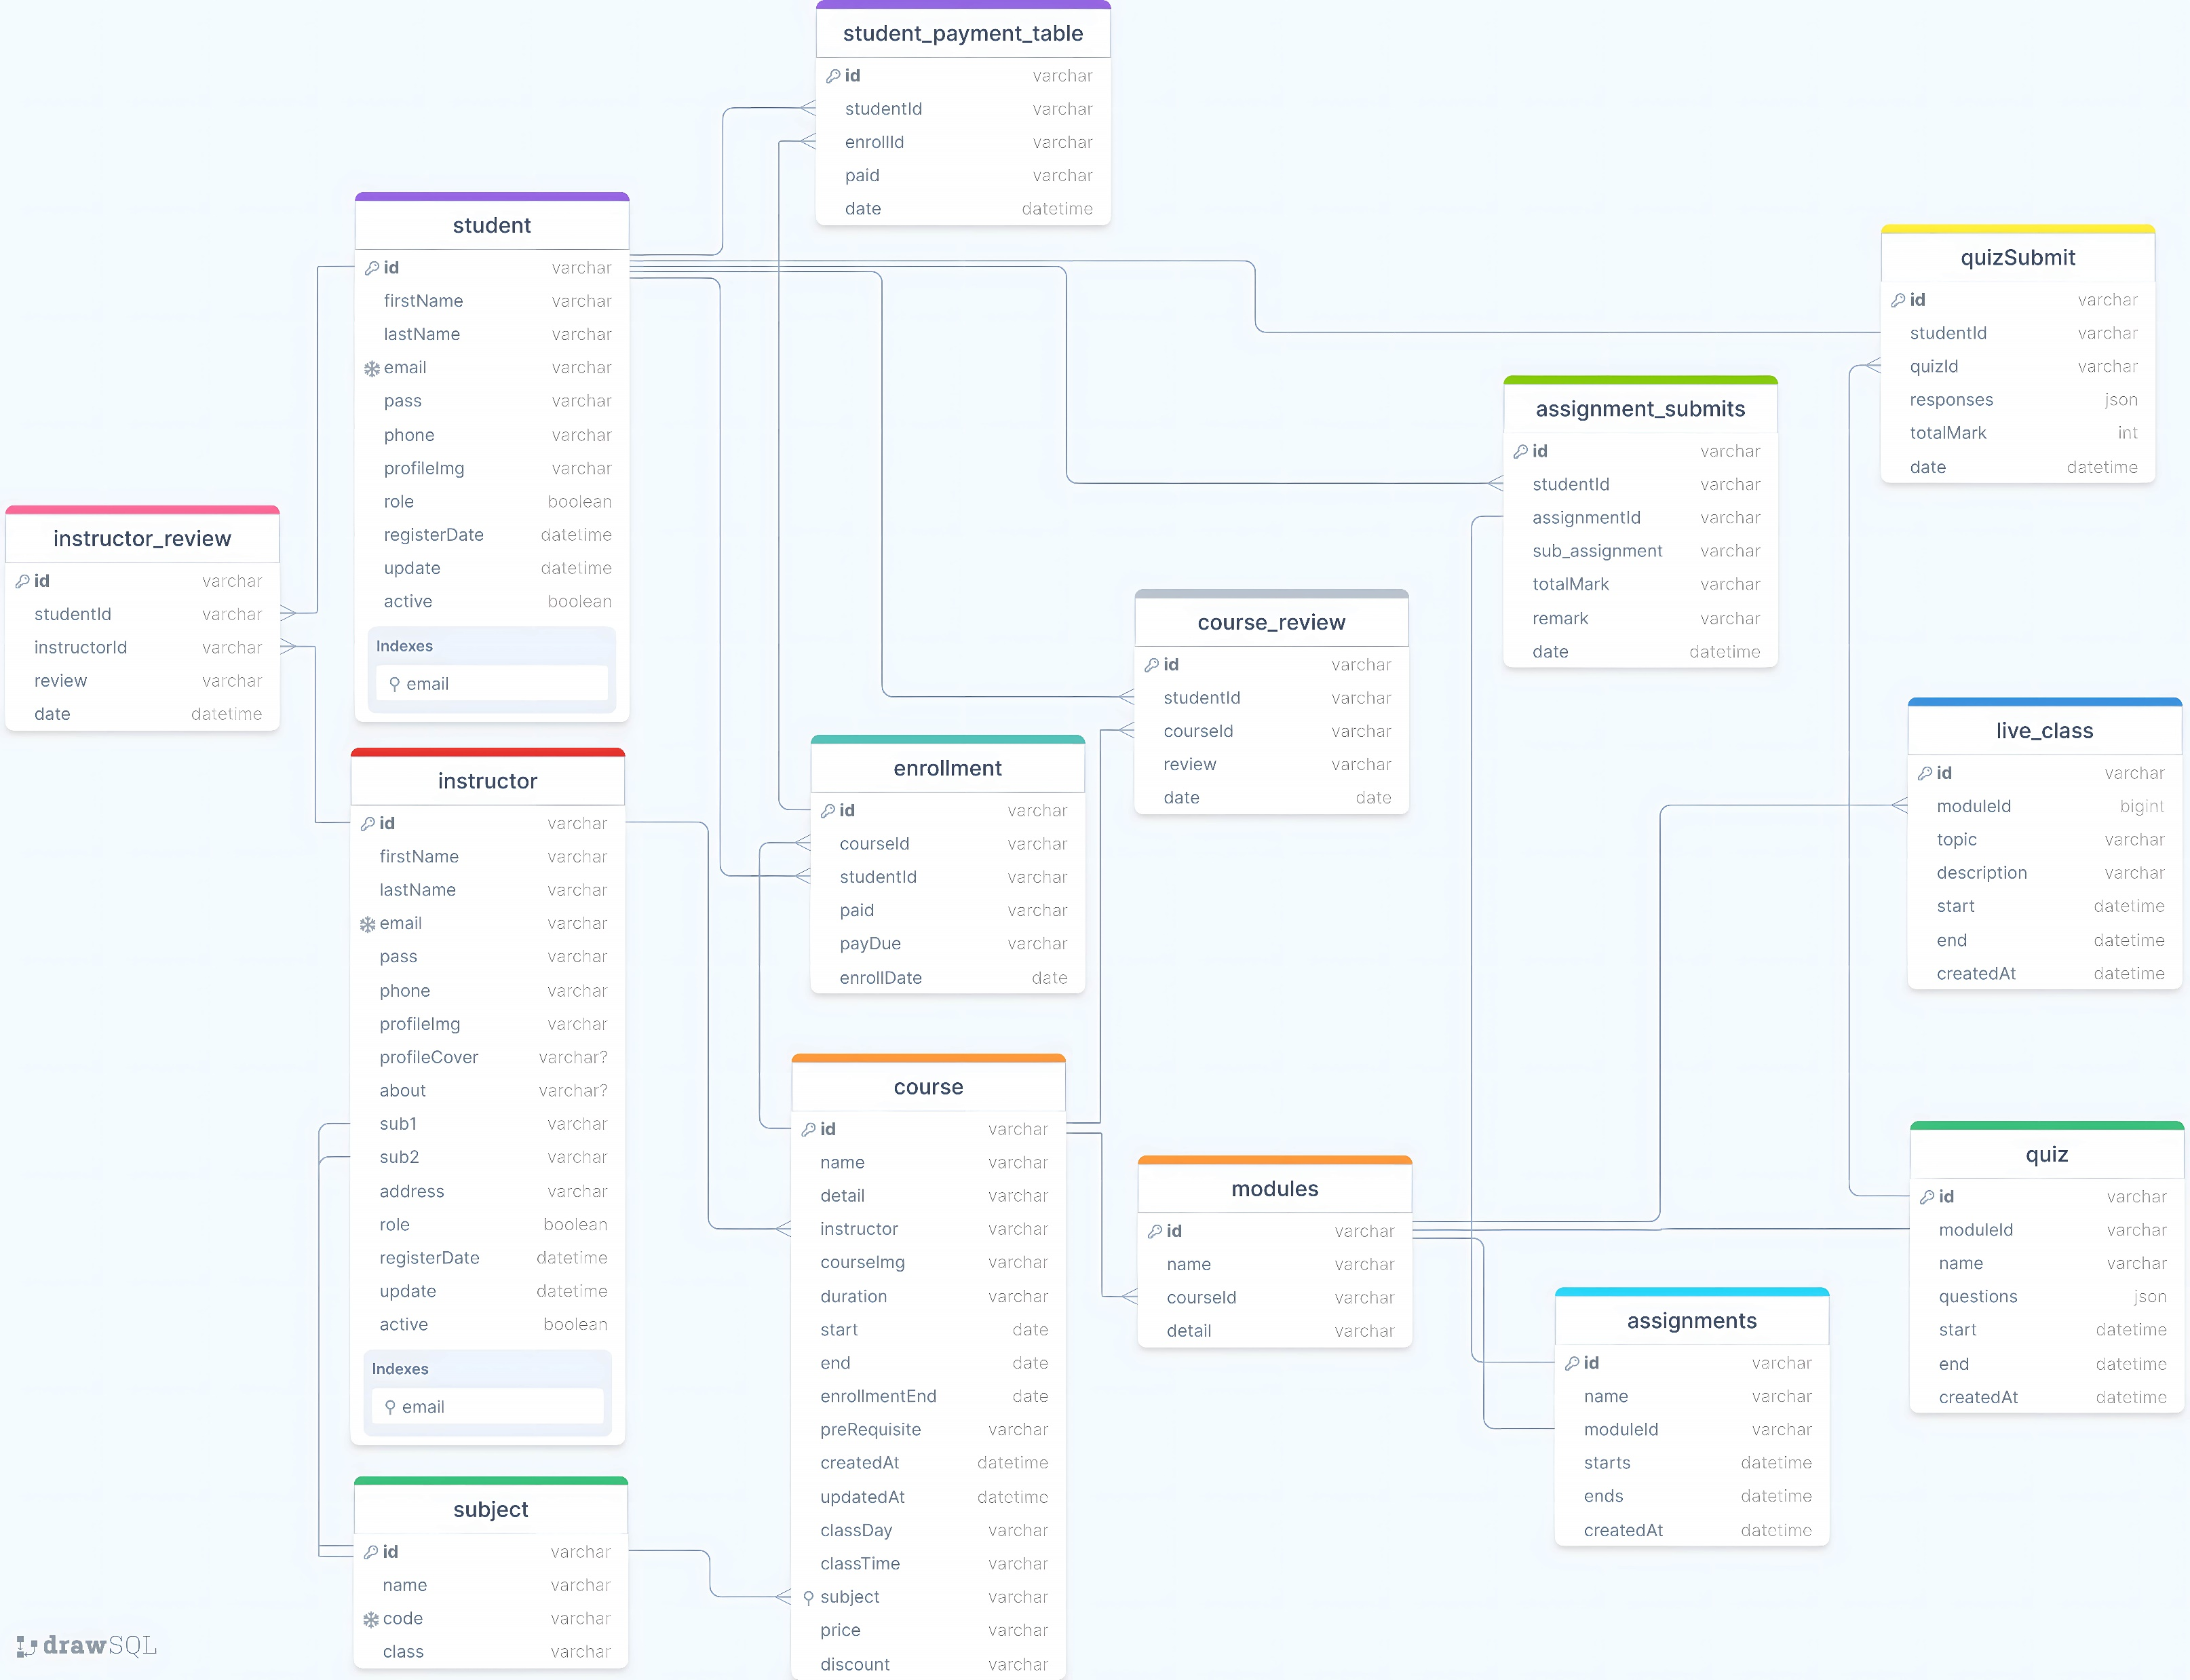 student_payment_table
id varchar
studentId varchar
enrollId varchar
paid varchar
date datetime
student
id varchar
firstName varchar
lastName varchar
email varchar
pass varchar
phone varchar
profileImg varchar
role boolean
registerDate datetime
update datetime
active boolean
Indexes
email
quizSubmit
id varchar
studentId varchar
quizId varchar
responses json
totalMark int
date datetime
assignment_submits
id varchar
studentId varchar
assignmentId varchar
sub_assignment varchar
totalMark varchar
remark varchar
date datetime
instructor_review
id varchar
studentId varchar
instructorId varchar
review varchar
date datetime
course_review
id varchar
studentId varchar
courseId varchar
review varchar
date date
live_class
id varchar
moduleId bigint
topic varchar
description varchar
start datetime
end datetime
createdAt datetime
enrollment
id varchar
courseId varchar
studentId varchar
paid varchar
payDue varchar
enrollDate date
instructor
id varchar
firstName varchar
lastName varchar
email varchar
pass varchar
phone varchar
profileImg varchar
profileCover varchar?
about varchar?
sub1 varchar
sub2 varchar
address varchar
role boolean
registerDate datetime
update datetime
active boolean
Indexes
email
course
id varchar
name varchar
detail varchar
instructor varchar
courseImg varchar
duration varchar
start date
end date
enrollmentEnd date
preRequisite varchar
createdAt datetime
updatedAt datetime
classDay varchar
classTime varchar
subject varchar
price varchar
discount varchar
modules
id varchar
name varchar
courseId varchar
detail varchar
quiz
id varchar
moduleId varchar
name varchar
questions json
start datetime
end datetime
createdAt datetime
assignments
id varchar
name varchar
moduleId varchar
starts datetime
ends datetime
createdAt datetime
subject
id varchar
name varchar
code varchar
class varchar
drawSQL